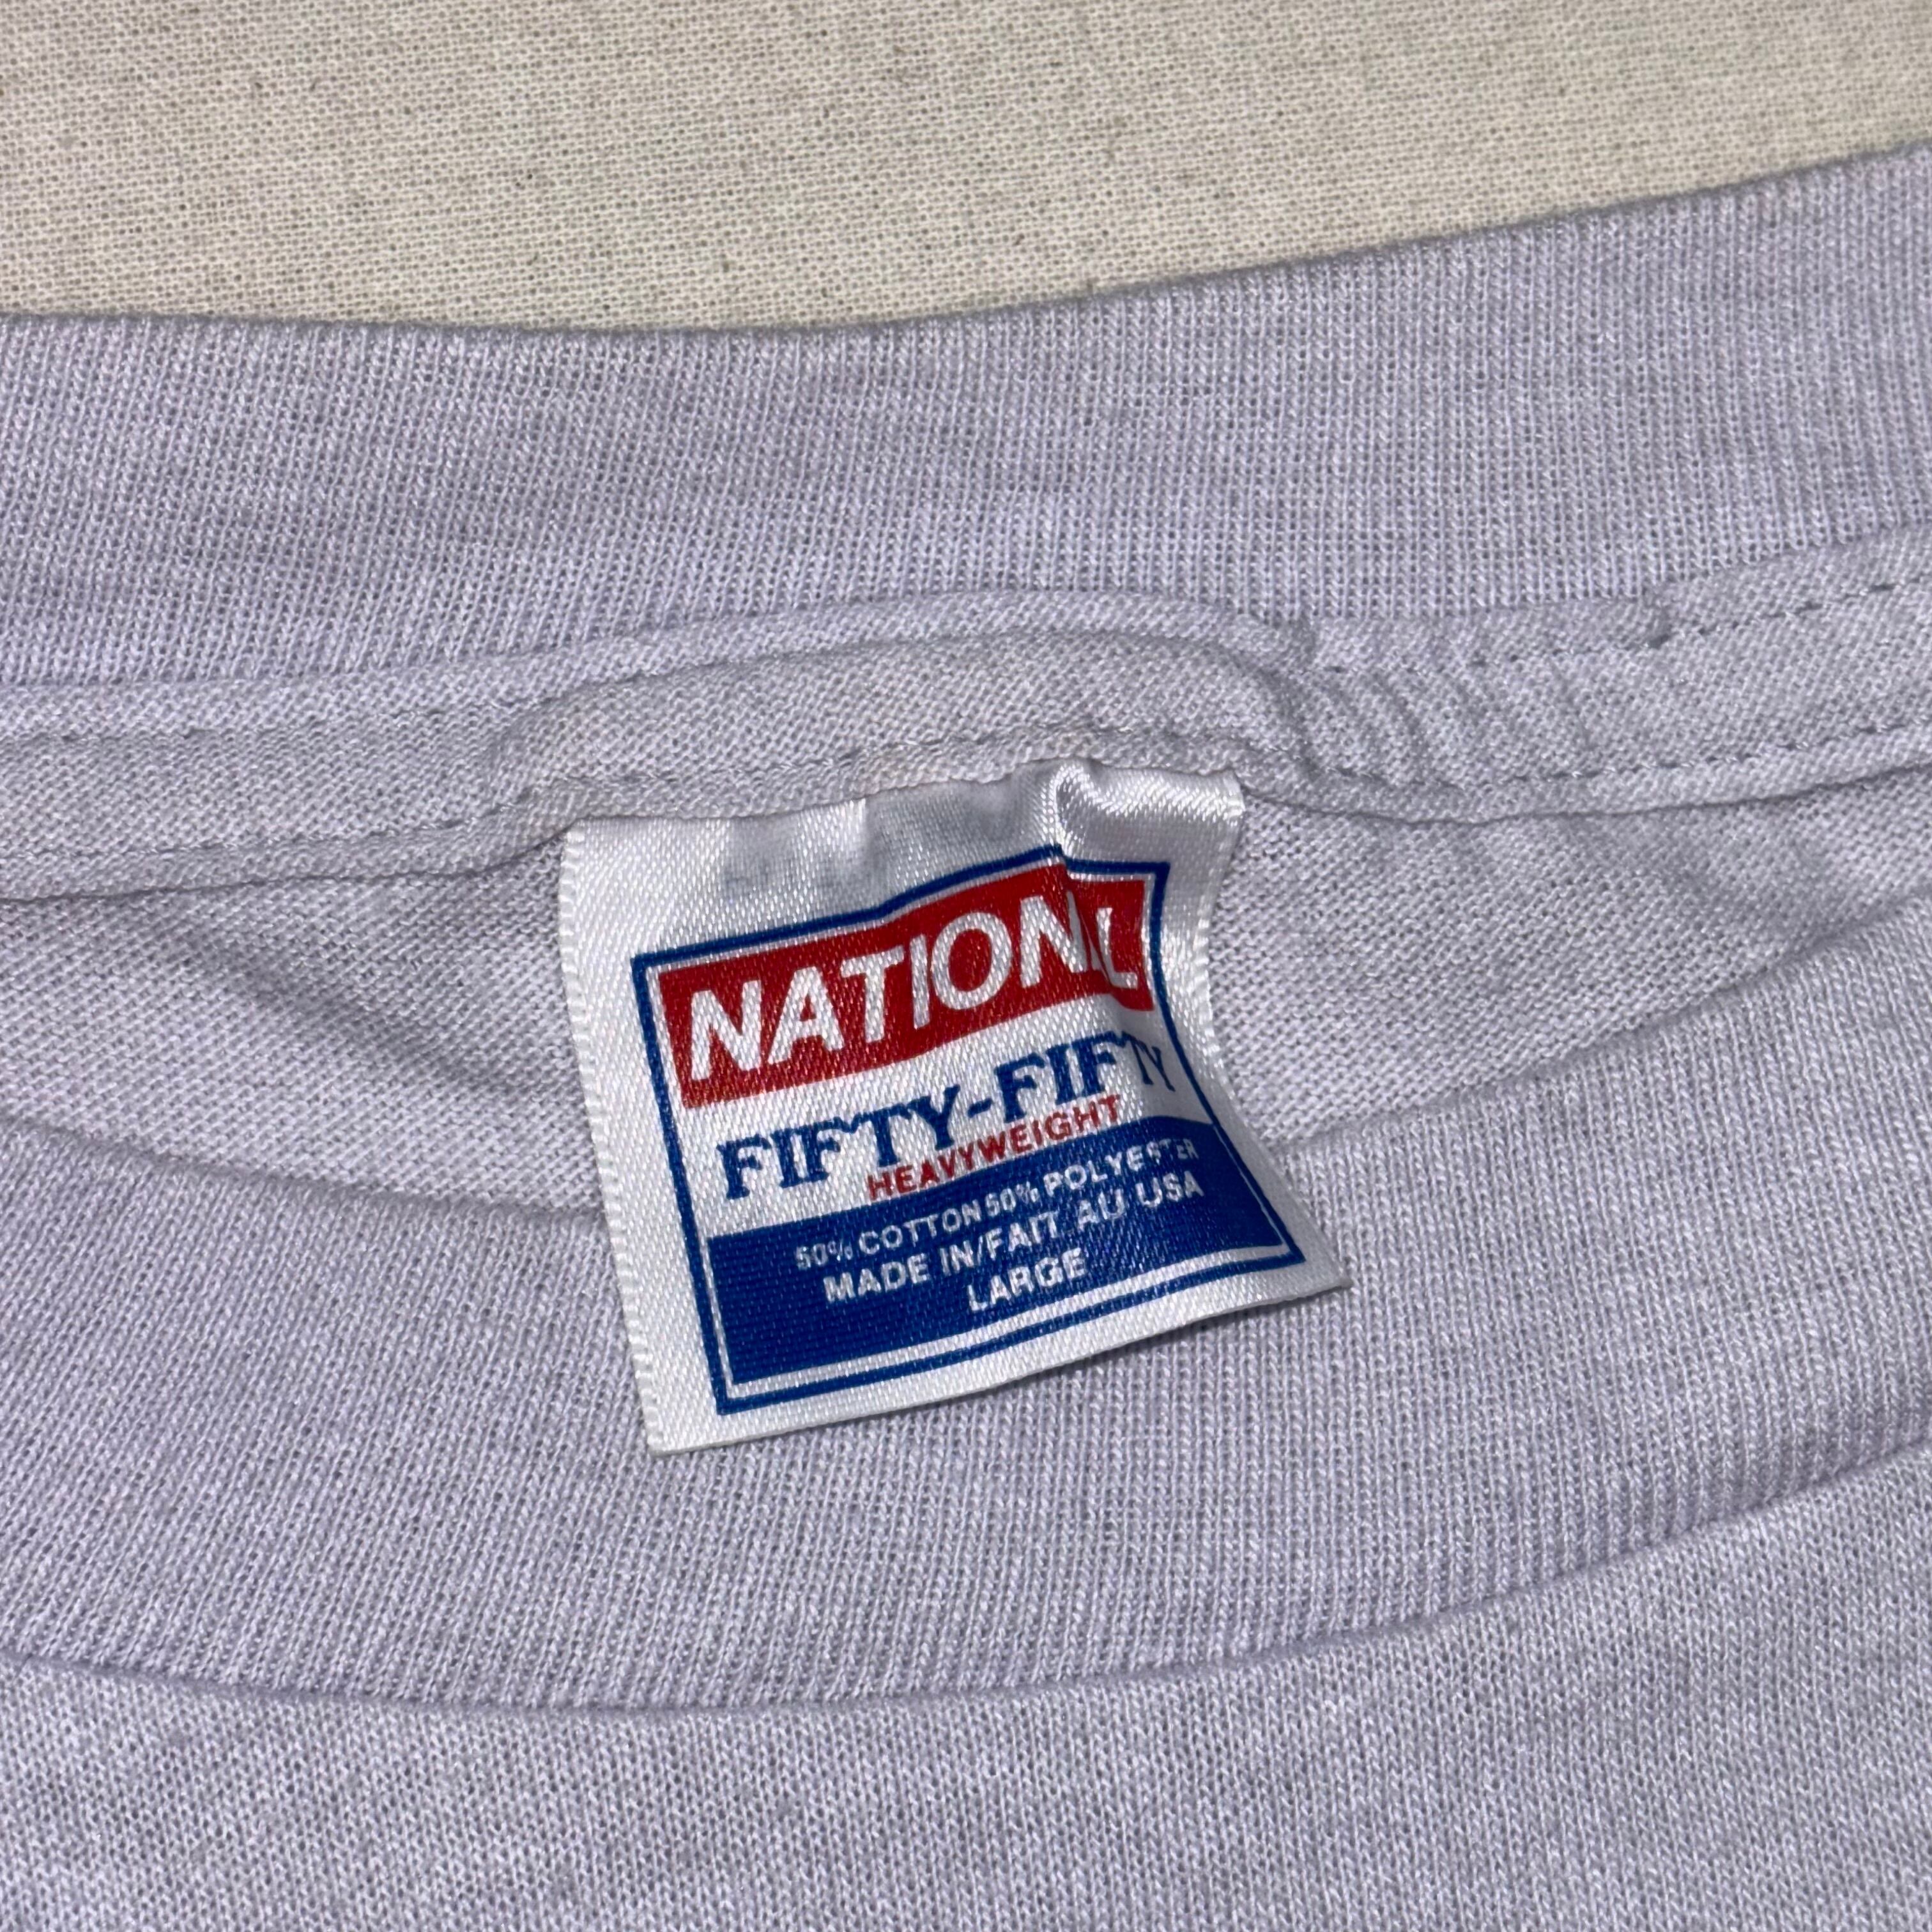 NATIONAL
FIFTY-FIFTY
HEAVYWEIGHT
50% COTTON 50% POLYESTER
MADE IN/FAIT AU USA
LARGE